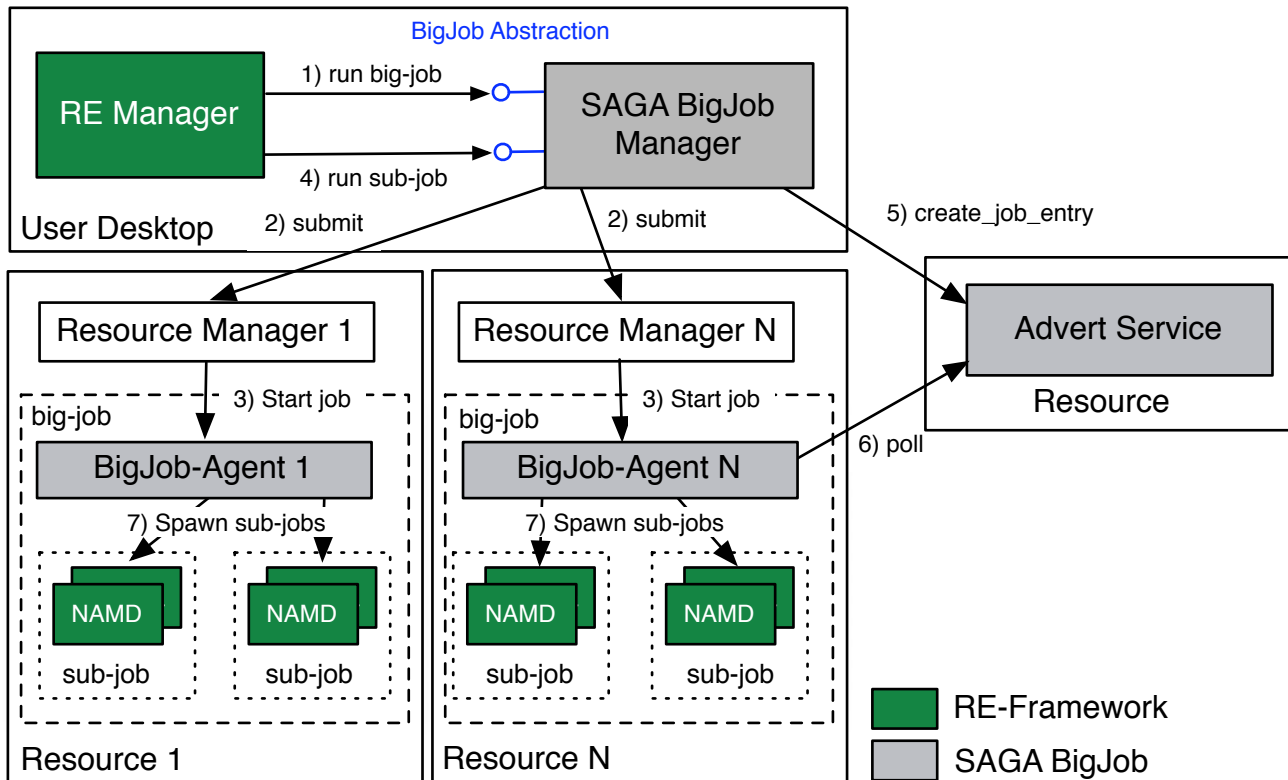 BigJob Abstraction
1) run big-job
RE Manager
SAGA BigJob
Manager
4) run sub-job
User Desktop
2) submit
2) submit
5) create_job_entry
Resource Manager 1
Resource Manager N
Advert Service
Resource
3) Start job
3) Start job
big-job
big-job
6) poll
BigJob-Agent 1
BigJob-Agent N
7) Spawn sub-jobs
7) Spawn sub-jobs
NAMD
NAMD
NAMD
NAMD
sub-job
sub-job
sub-job
sub-job
Resource 1
Resource N
RE-Framework
SAGA BigJob